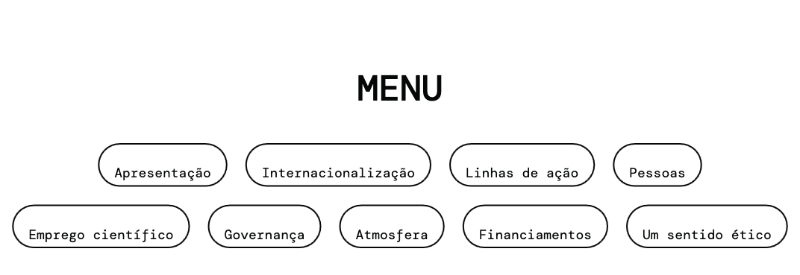 MENU
Apresentação Internacionalização Linhas de ação Pessoas
Emprego científico Governança Atmosfera Financiamentos Um sentido ético